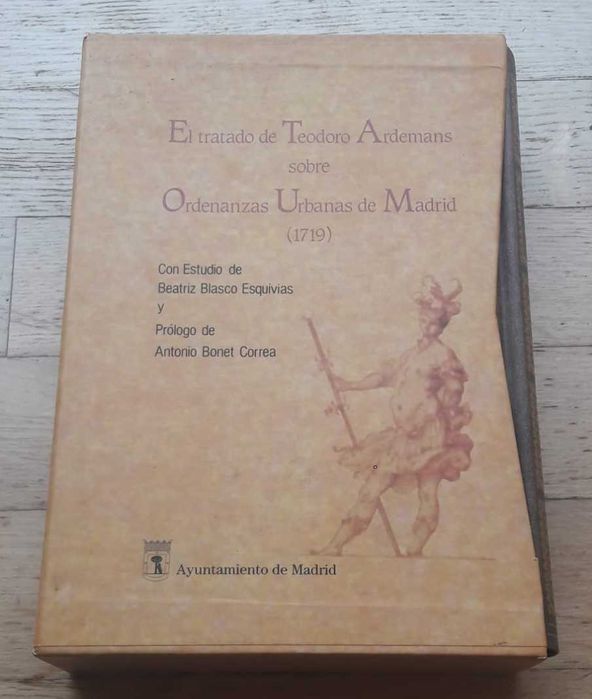 El tratado de Teodoro Ardemans
sobre
Ordenanzas Urbanas de Madrid
(1719)
Con Estudio de
Beatriz Blasco Esquivias
y
Prólogo de
Antonio Bonet Correa
Ayuntamiento de Madrid